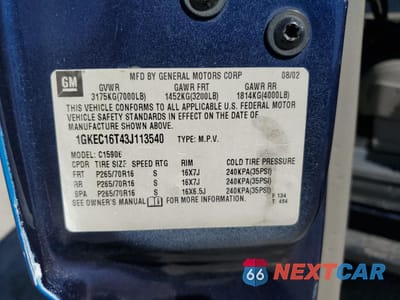 GM
MFD BY GENERAL MOTORS CORP 08/02
GVWR GAWR FRT GAWR RR
3175KG(7000LB) 1452KG(3200LB) 1814KG(4000LB)
THIS VEHICLE CONFORMS TO ALL APPLICABLE U.S. FEDERAL MOTOR
VEHICLE SAFETY STANDARDS IN EFFECT ON THE DATE OF
MANUFACTURE SHOWN ABOVE.
1GKEC16T43J113540 TYPE: M.P.V.
MODEL: C15906
CPDR TIRE SIZE SPEED RTG RIM COLD TIRE PRESSURE
FRT P265/70R16 S 16X7J 240KPA(35PSI)
RR P265/70R16 S 16X7J 240KPA(35PSI)
SPA P265/70R16 S 16X6.5J 240KPA(35PSI)
SEE OWNER'S MANUAL FOR MORE INFORMATION.
F 134
T 454
66 NEXTCAR